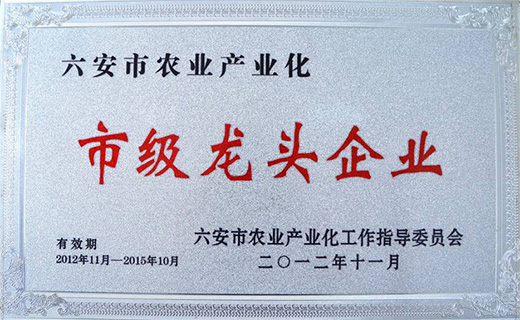 六安市农业产业化
市级龙头企业
有效期
2012年11月—2015年10月
六安市农业产业化工作指导委员会
二〇一二年十一月